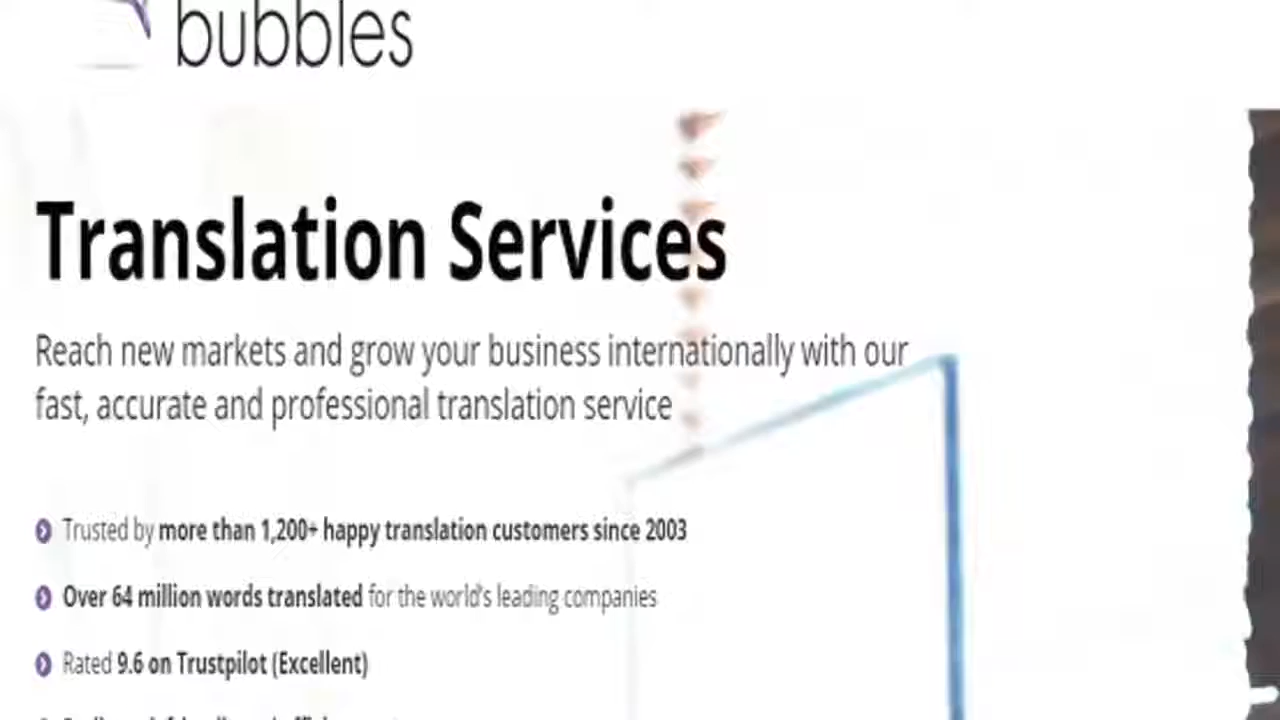 bubbles
Translation Services
Reach new markets and grow your business internationally with our
fast, accurate and professional translation service
Trusted by more than 1,200+ happy translation customers since 2003
Over 64 million words translated for the world's leading companies
Rated 9.6 on Trustpilot (Excellent)